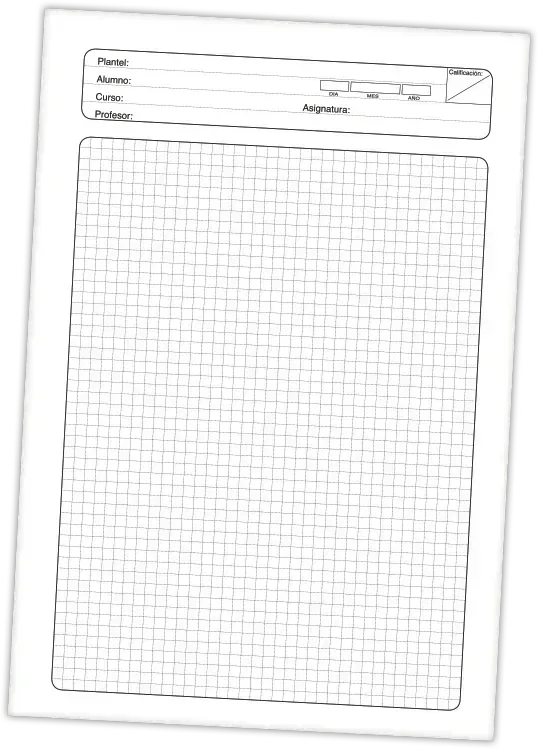 Plantel:
Calificación:
Alumno:
DIA MES AÑO
Curso:
Asignatura:
Profesor: